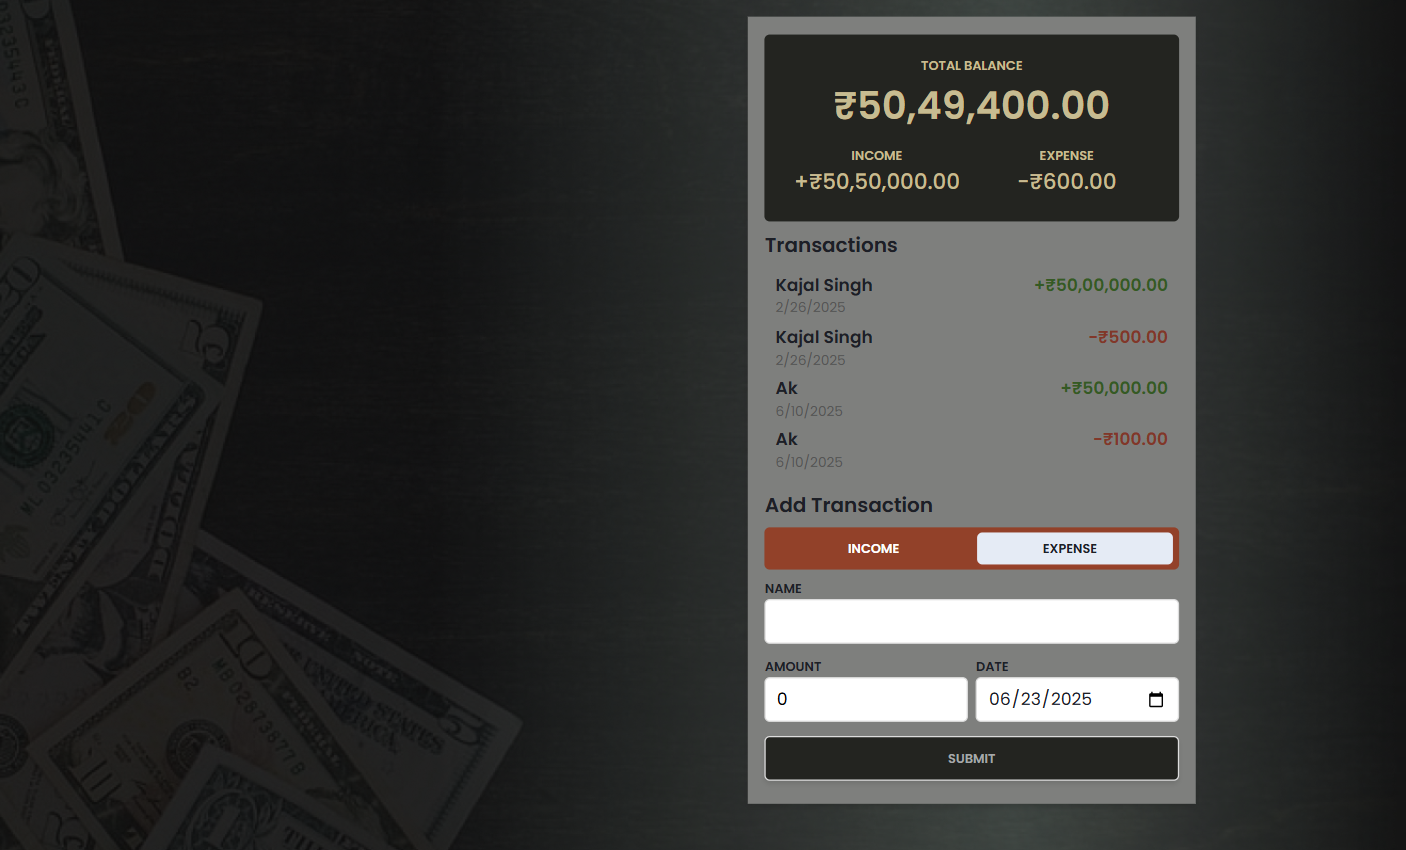 TOTAL BALANCE
₹50,49,400.00
INCOME EXPENSE
+₹50,50,000.00 -₹600.00
Transactions
Kajal Singh +₹50,00,000.00
2/26/2025
Kajal Singh -₹500.00
2/26/2025
Ak +₹50,000.00
6/10/2025
Ak -₹100.00
6/10/2025
Add Transaction
INCOME EXPENSE
NAME
AMOUNT DATE
0 06/23/2025
SUBMIT